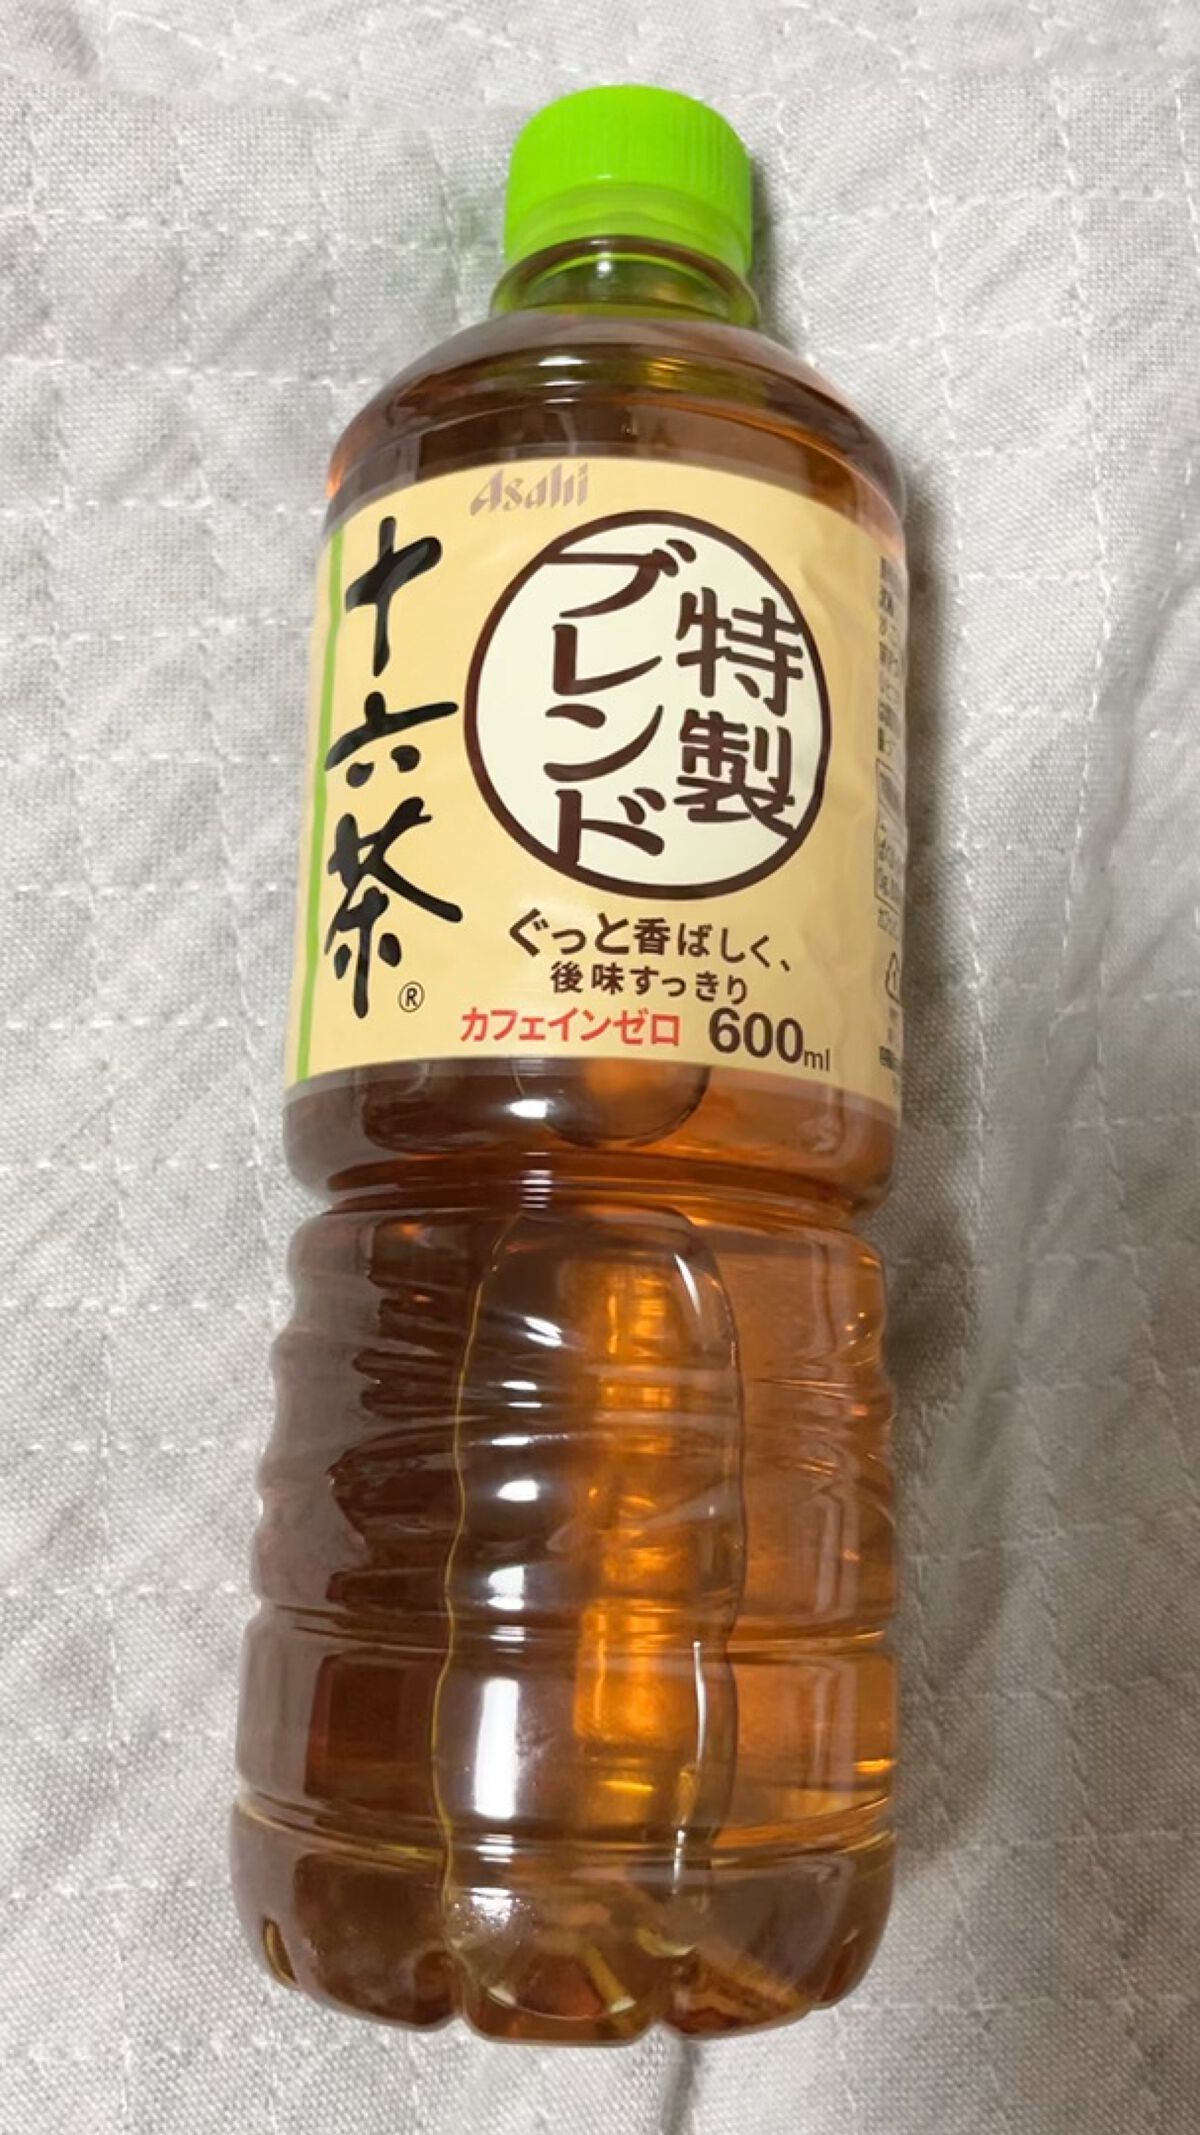 Asahi
十六茶®
特製
ブレンド
ぐっと香ばしく、
後味すっきり
カフェインゼロ 600ml